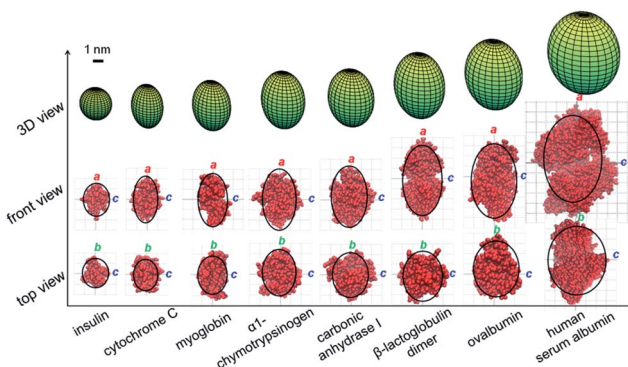 1 nm
3D view
front view
top view
a
c
a
c
a
c
a
c
a
c
a
c
a
c
a
c
b
c
b
c
b
c
b
c
b
c
b
c
b
c
b
c
insulin
cytochrome C
myoglobin
α1-
chymotrypsinogen
carbonic
anhydrase I
β-lactoglobulin
dimer
ovalbumin
human
serum albumin